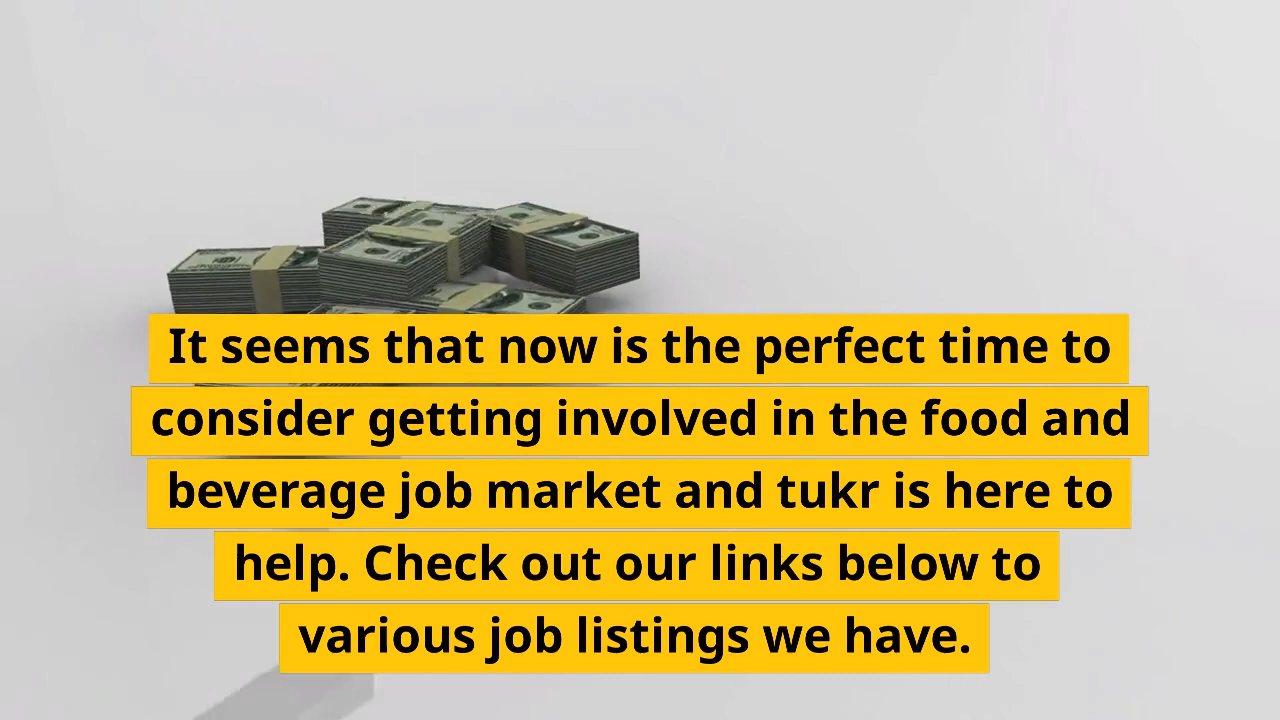 It seems that now is the perfect time to
consider getting involved in the food and
beverage job market and tukr is here to
help. Check out our links below to
various job listings we have.